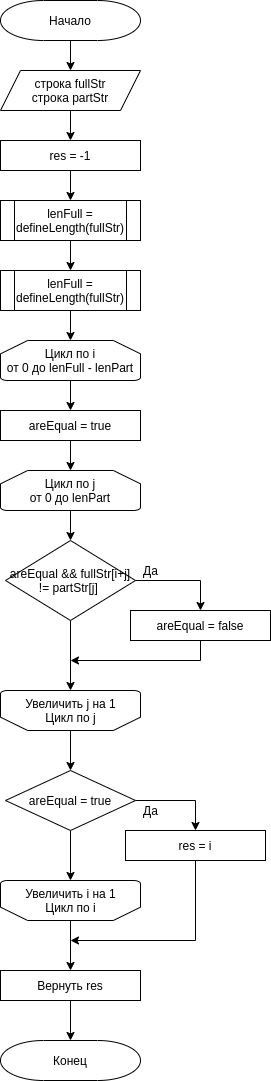 Начало
строка fullStr
строка partStr
res = -1
lenFull =
defineLength(fullStr)
lenFull =
defineLength(fullStr)
Цикл по i
от 0 до lenFull - lenPart
areEqual = true
Цикл по j
от 0 до lenPart
areEqual && fullStr[i+j]
!= partStr[j]
Да
areEqual = false
Увеличить j на 1
Цикл по j
areEqual = true
Да
res = i
Увеличить i на 1
Цикл по i
Вернуть res
Конец